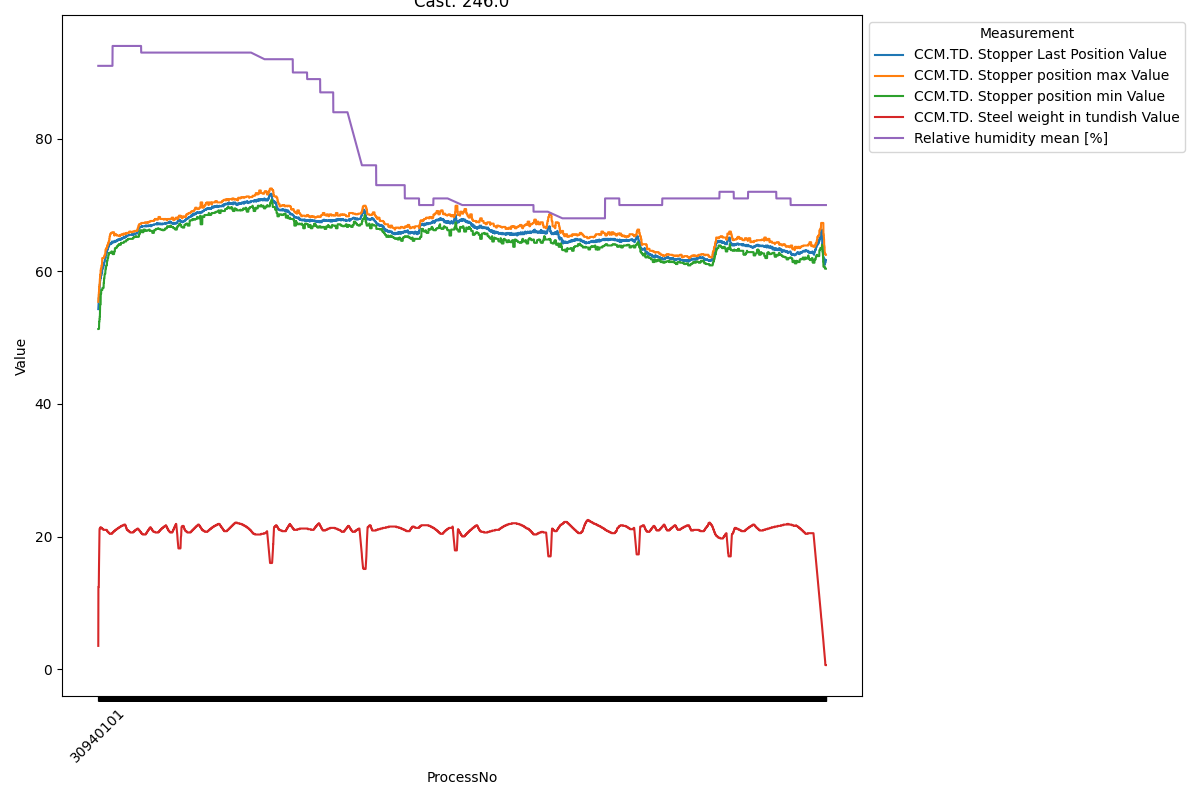 Cast: 246.0
Measurement
CCM.TD. Stopper Last Position Value
CCM.TD. Stopper position max Value
CCM.TD. Stopper position min Value
CCM.TD. Steel weight in tundish Value
Relative humidity mean [%]
80
60
40
20
0
Value
30940101
ProcessNo